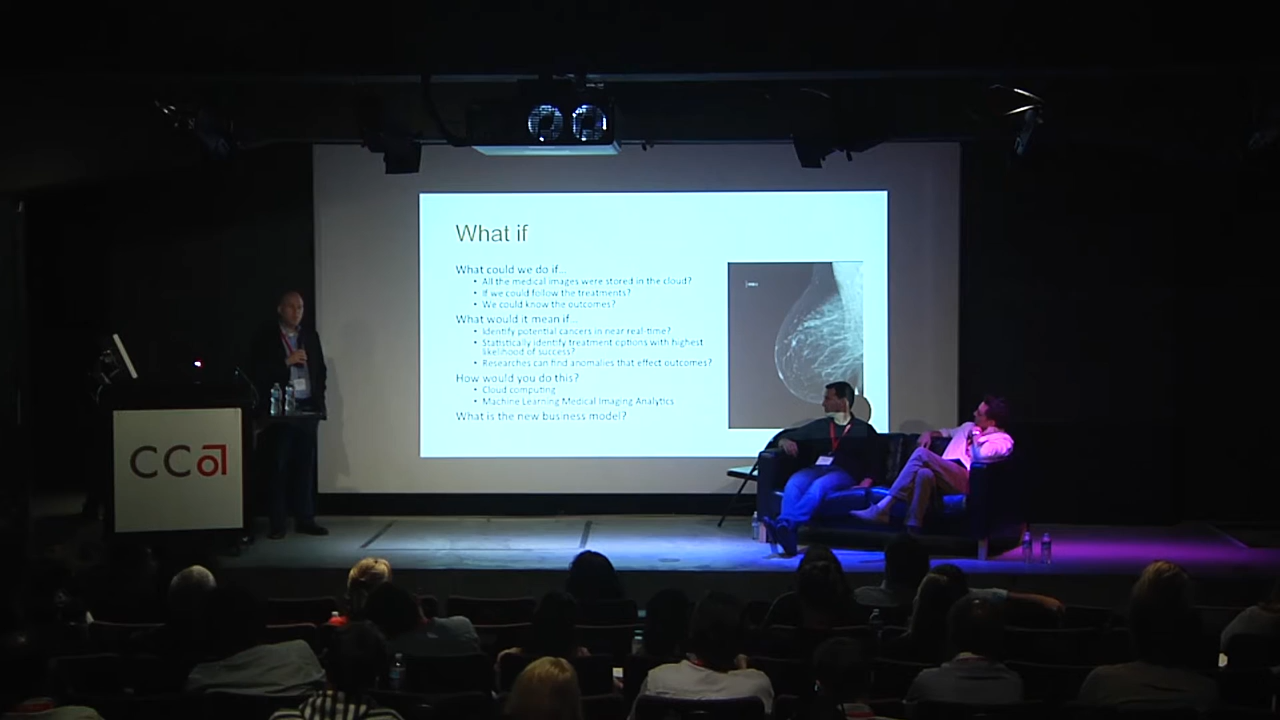 What if
What could we do if...
• All the medical images were stored in the cloud?
• If we could follow the treatments?
• We could know the outcomes?
What would it mean if...
• Identify potential cancers in near real-time?
• Statistically identify treatment options with highest
likelihood of success?
• Researches can find anomalies that effect outcomes?
How would you do this?
• Cloud computing
• Machine Learning Medical Imaging Analytics
What is the new business model?
CCa